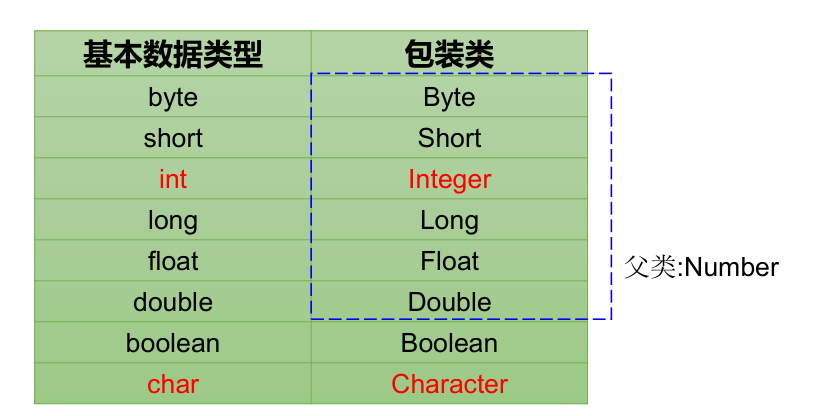 基本数据类型 包装类
byte Byte
short Short
int Integer
long Long
float Float
父类:Number
double Double
boolean Boolean
char Character